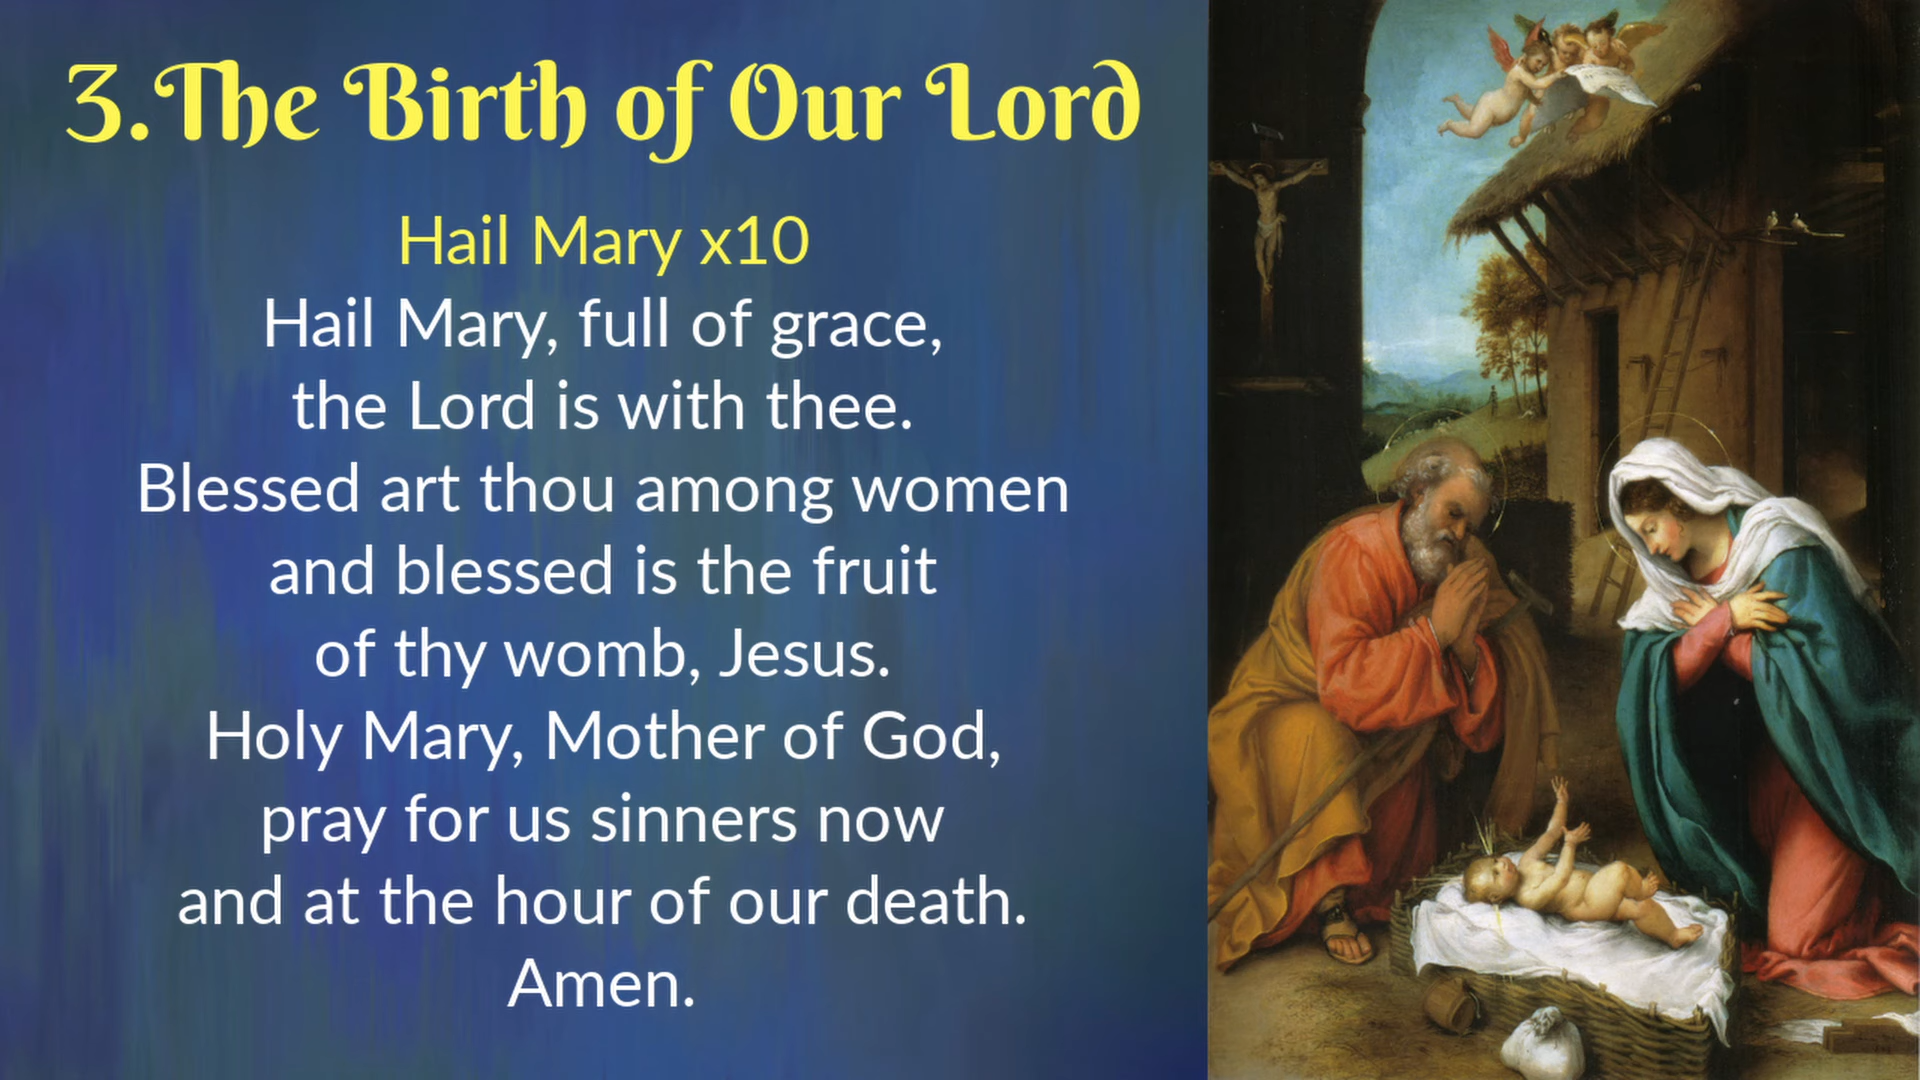 3.The Birth of Our Lord
Hail Mary x10
Hail Mary, full of grace,
the Lord is with thee.
Blessed art thou among women
and blessed is the fruit
of thy womb, Jesus.
Holy Mary, Mother of God,
pray for us sinners now
and at the hour of our death.
Amen.